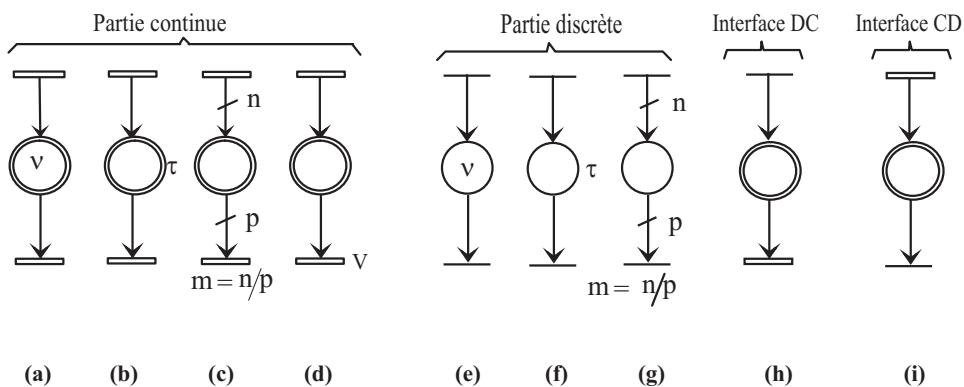 Partie continue
Partie discrète
Interface DC
Interface CD
n
n
ν
τ
ν
τ
p
p
V
m = n/p
m = n/p
(a) (b) (c) (d) (e) (f) (g) (h) (i)